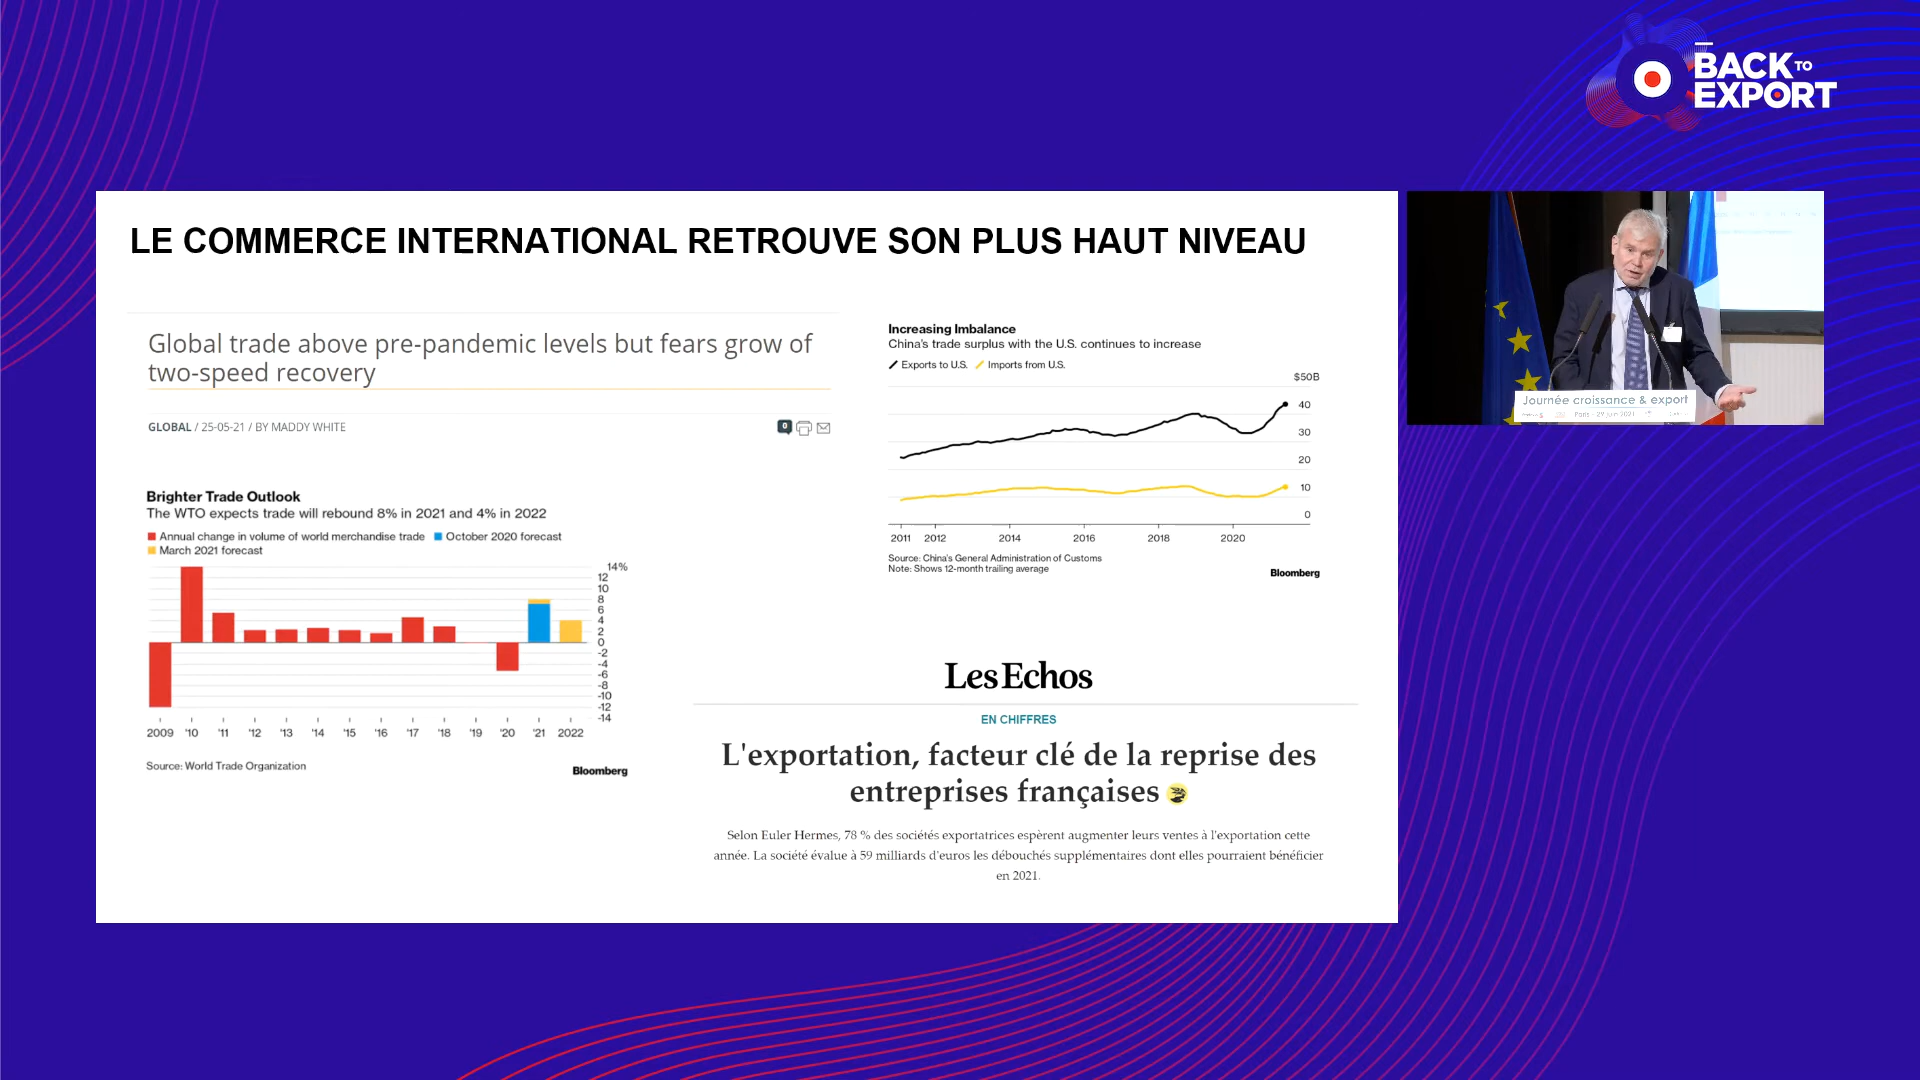 BACK TO
EXPORT
LE COMMERCE INTERNATIONAL RETROUVE SON PLUS HAUT NIVEAU
Global trade above pre-pandemic levels but fears grow of
two-speed recovery
GLOBAL / 25-05-21 / BY MADDY WHITE
0
Brighter Trade Outlook
The WTO expects trade will rebound 8% in 2021 and 4% in 2022
Annual change in volume of world merchandise trade October 2020 forecast
March 2021 forecast
14%
12
10
8
6
4
2
0
-2
-4
-6
-8
-10
-12
-14
2009 '10 '11 '12 '13 '14 '15 '16 '17 '18 '19 '20 '21 2022
Source: World Trade Organization
Bloomberg
Increasing Imbalance
China's trade surplus with the U.S. continues to increase
Exports to U.S. Imports from U.S.
$50B
40
30
20
10
0
2011 2012 2014 2016 2018 2020
Source: China's General Administration of Customs
Note: Shows 12-month trailing average
Bloomberg
Les Echos
EN CHIFFRES
L'exportation, facteur clé de la reprise des
entreprises françaises
Selon Euler Hermes, 78 % des sociétés exportatrices espèrent augmenter leurs ventes à l'exportation cette
année. La société évalue à 59 milliards d'euros les débouchés supplémentaires dont elles pourraient bénéficier
en 2021.
Journée croissance & export
Paris - 29 juin 2021